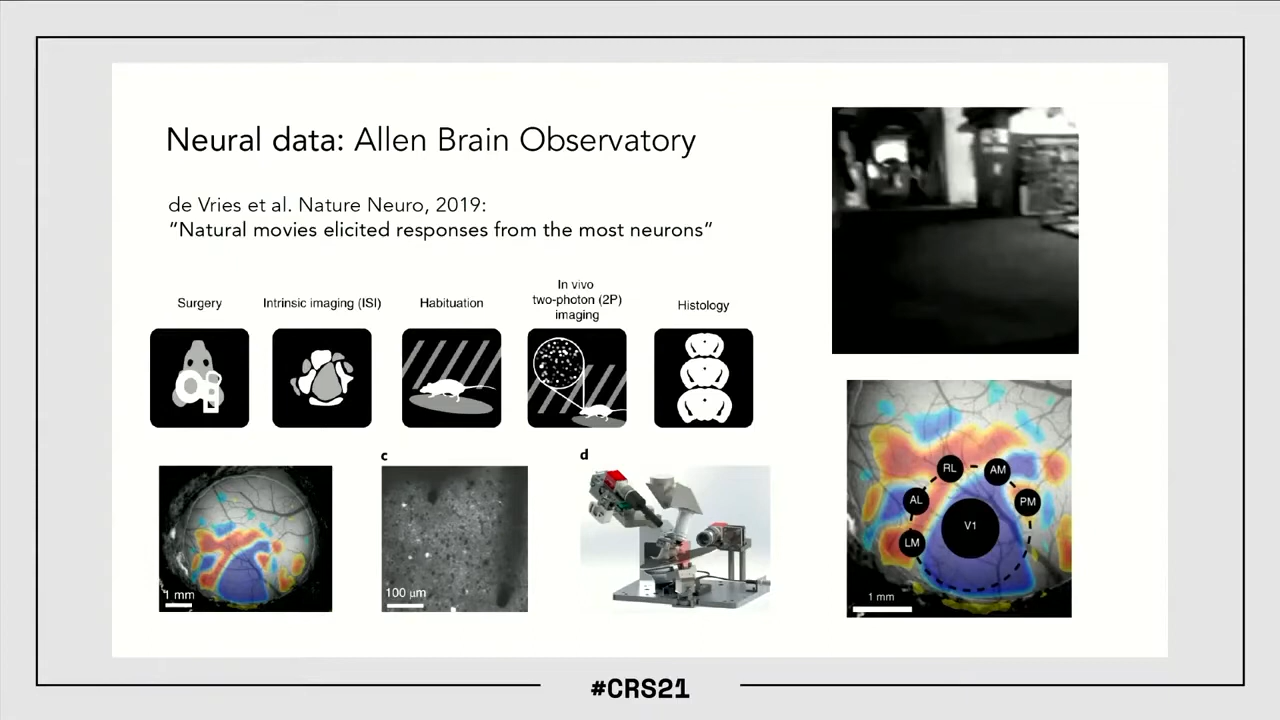 Neural data: Allen Brain Observatory
de Vries et al. Nature Neuro, 2019:
“Natural movies elicited responses from the most neurons”
Surgery
Intrinsic imaging (ISI)
Habituation
In vivo
two-photon (2P)
imaging
Histology
c
d
1 mm
100 μm
RL
AM
AL
PM
V1
LM
1 mm
#CRS21